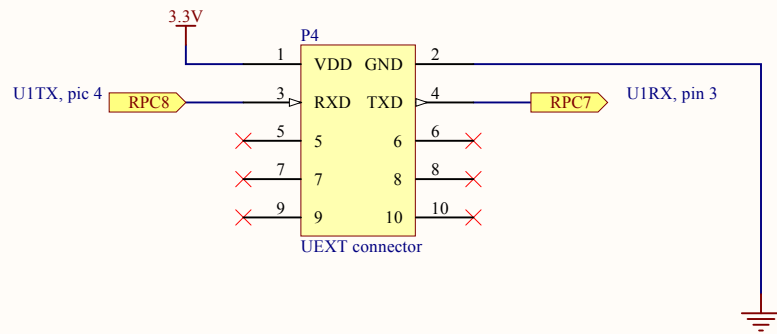 3.3V
P4
1 VDD GND 2
U1TX, pic 4 RPC8 3 RXD TXD 4 RPC7 U1RX, pin 3
5 5 6 6
7 7 8 8
9 9 10 10
UEXT connector